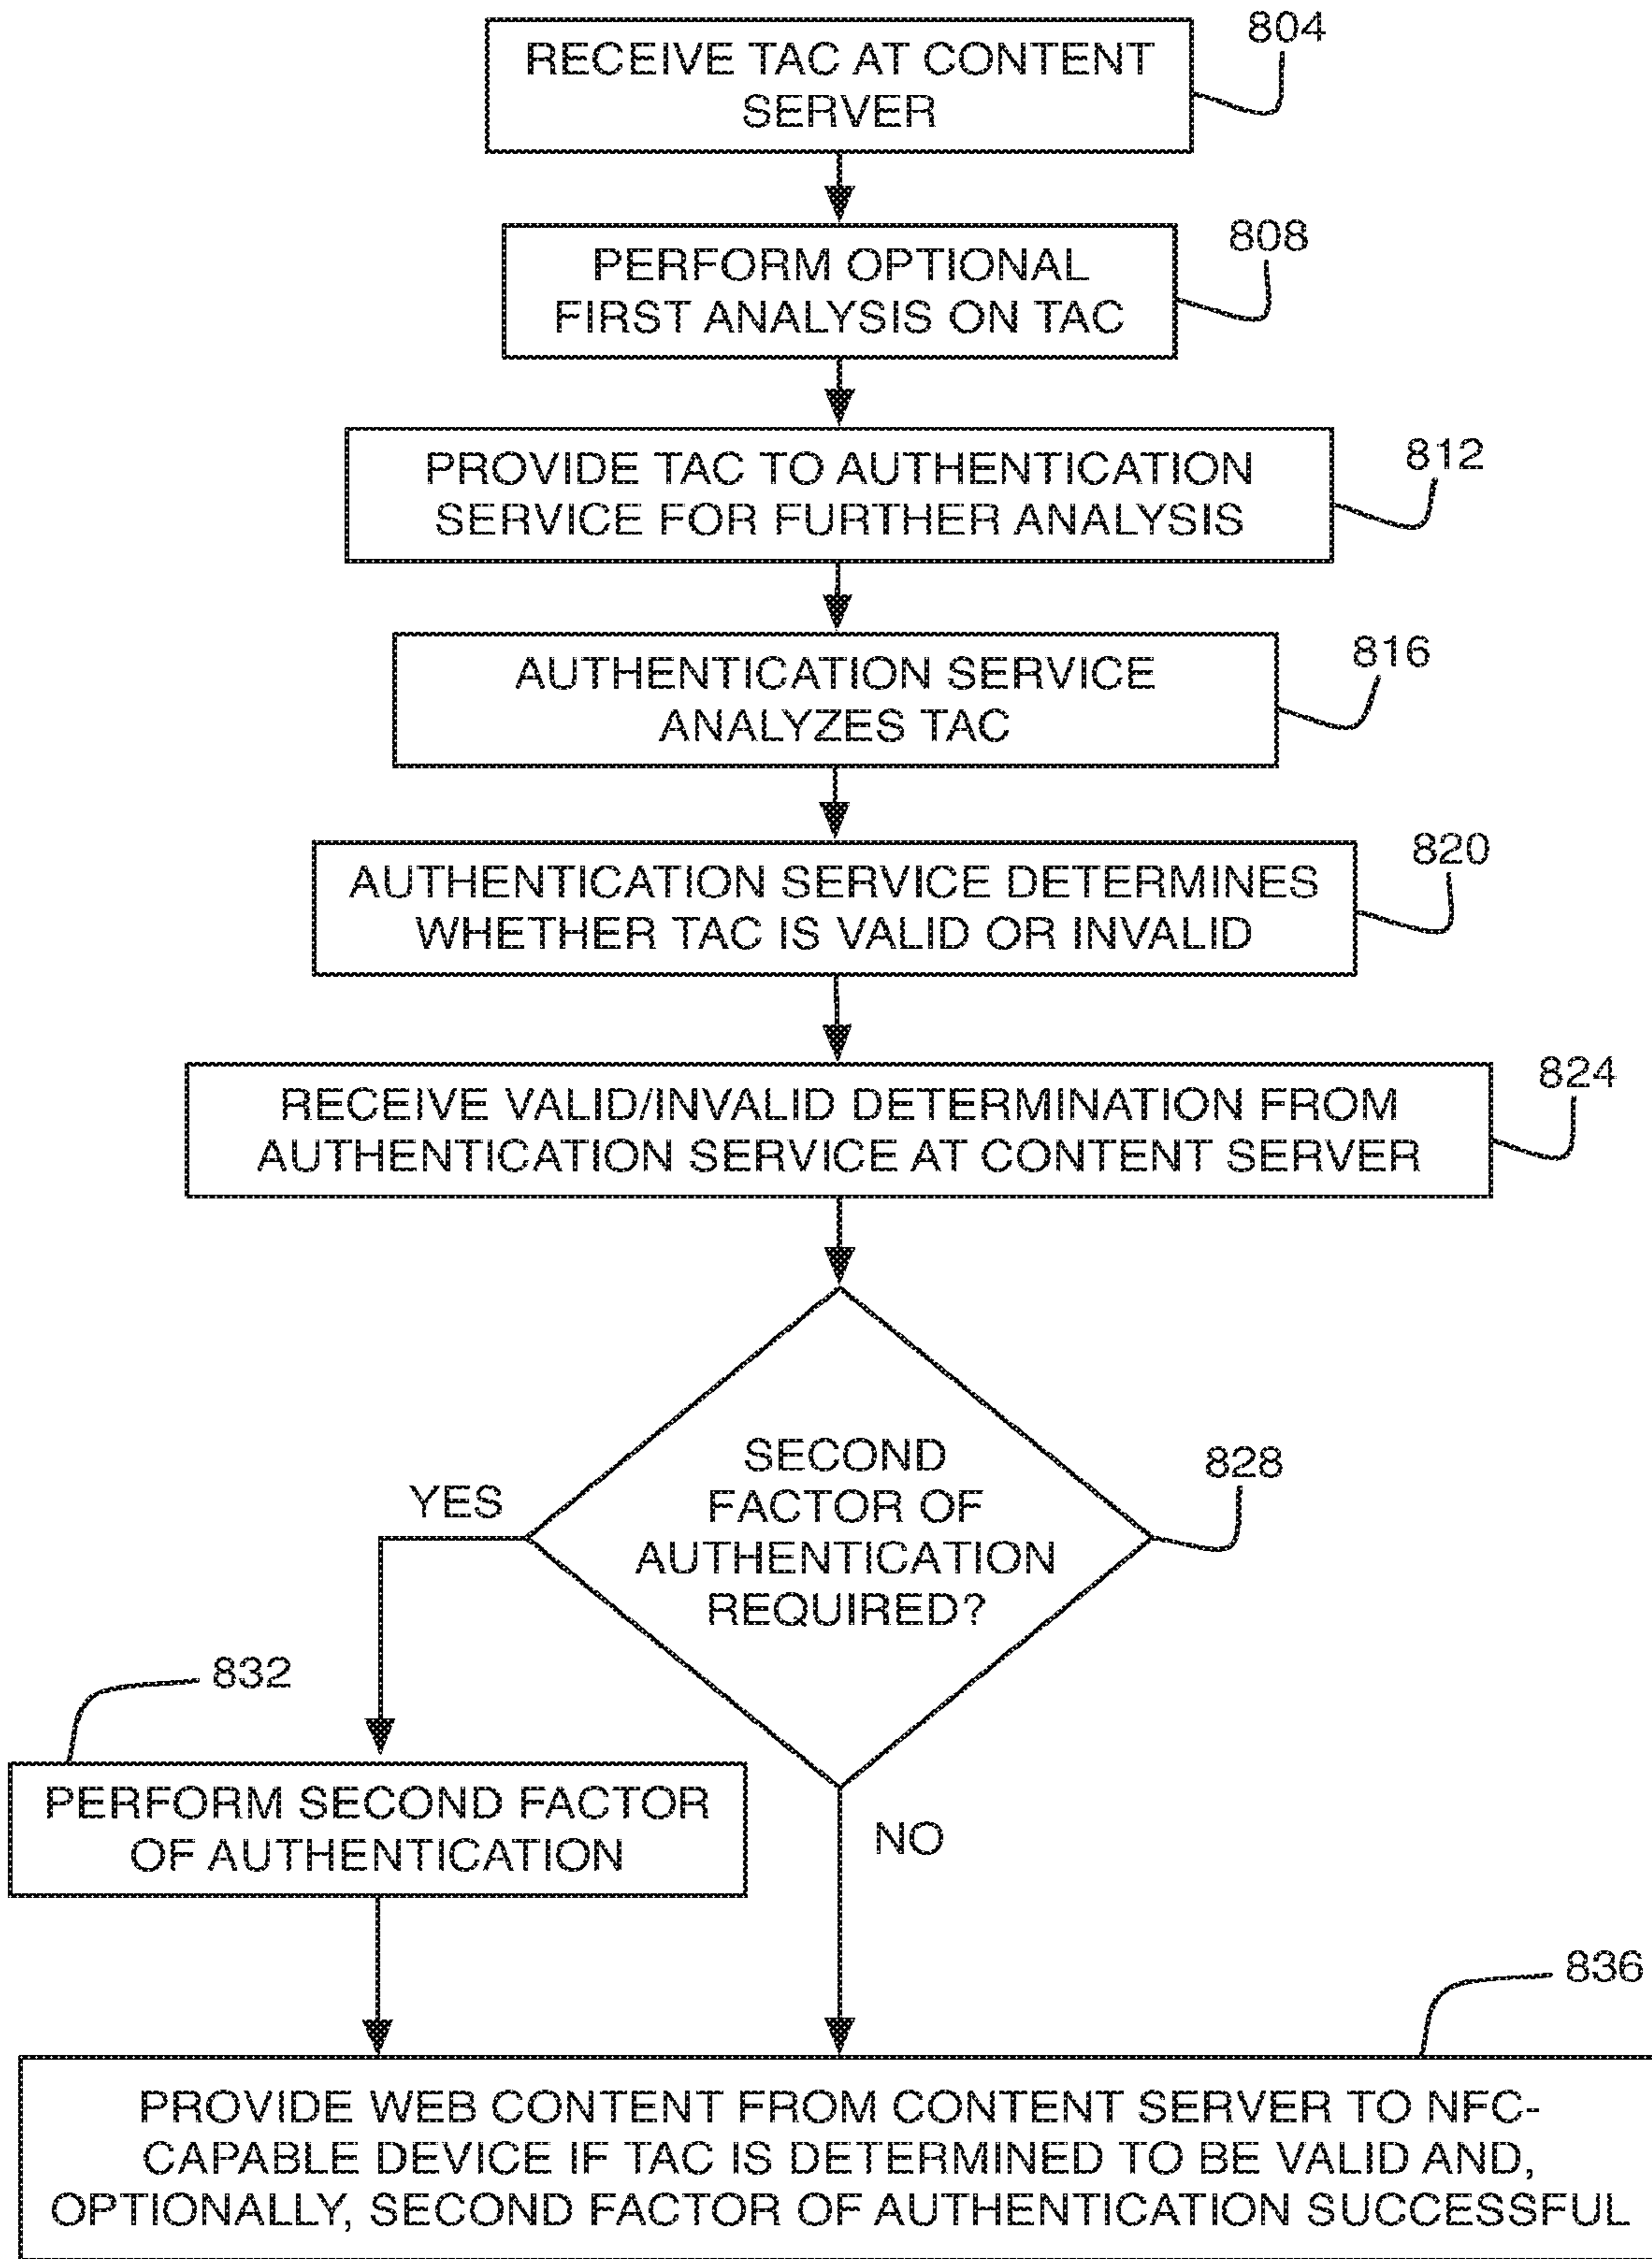 RECEIVE TAC AT CONTENT
SERVER
804
PERFORM OPTIONAL
FIRST ANALYSIS ON TAC
808
PROVIDE TAC TO AUTHENTICATION
SERVICE FOR FURTHER ANALYSIS
812
AUTHENTICATION SERVICE
ANALYZES TAC
816
AUTHENTICATION SERVICE DETERMINES
WHETHER TAC IS VALID OR INVALID
820
RECEIVE VALID/INVALID DETERMINATION FROM
AUTHENTICATION SERVICE AT CONTENT SERVER
824
SECOND
FACTOR OF
AUTHENTICATION
REQUIRED?
828
YES
832
PERFORM SECOND FACTOR
OF AUTHENTICATION
NO
836
PROVIDE WEB CONTENT FROM CONTENT SERVER TO NFC-
CAPABLE DEVICE IF TAC IS DETERMINED TO BE VALID AND,
OPTIONALLY, SECOND FACTOR OF AUTHENTICATION SUCCESSFUL